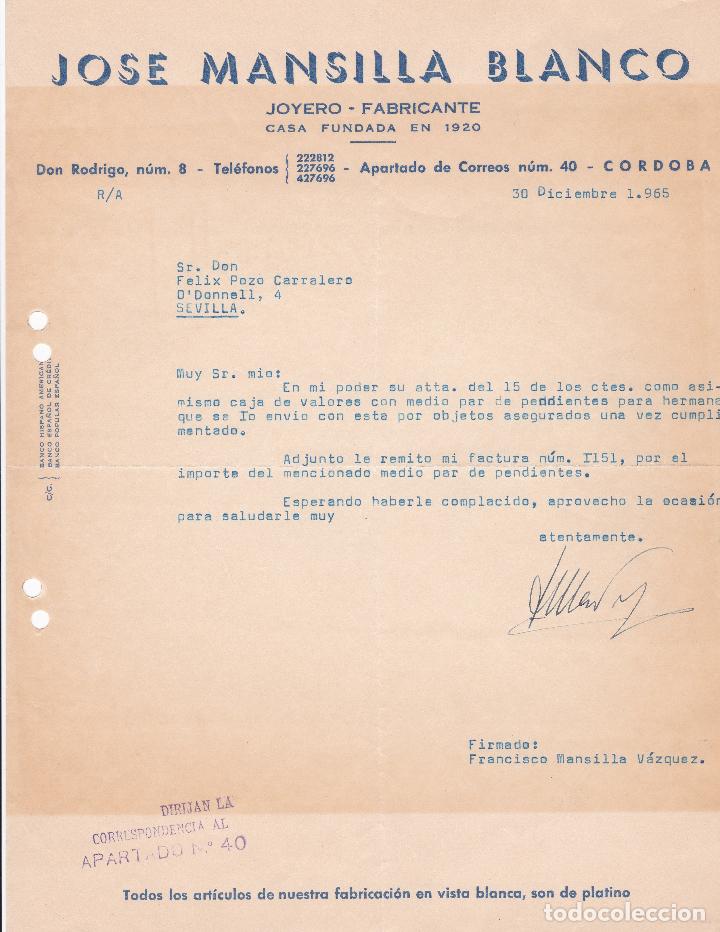 JOSE MANSILLA BLANCO
JOYERO - FABRICANTE
CASA FUNDADA EN 1920
Don Rodrigo, núm. 8 - Teléfonos { 222812 227696 427696 - Apartado de Correos núm. 40 - CORDOBA
R/A
30 Diciembre 1.965
Sr. Don
Felix Pozo Carralero
O'Donnell, 4
SEVILLA.
Muy Sr. mio:
En mi poder su atta. del 15 de los ctes. como asi-
mismo caja de valores con medio par de pendientes para hermana
que se lo envio con esta por objetos asegurados una vez cumpli
mentado.
Adjunto le remito mi factura núm. I151, por el
importe del mencionado medio par de pendientes.
Esperando haberle complacido, aprovecho la ocasión
para saludarle muy
atentamente.
Firmado:
Francisco Mansilla Vázquez.
C/C. { BANCO HISPANO AMERICAN
BANCO ESPAÑOL DE CRÉDI
BANCO POPULAR ESPAÑOL
DIRIJAN LA
CORRESPONDENCIA AL
APARTADO N.º 40
Todos los artículos de nuestra fabricación en vista blanca, son de platino
todocoleccion.net